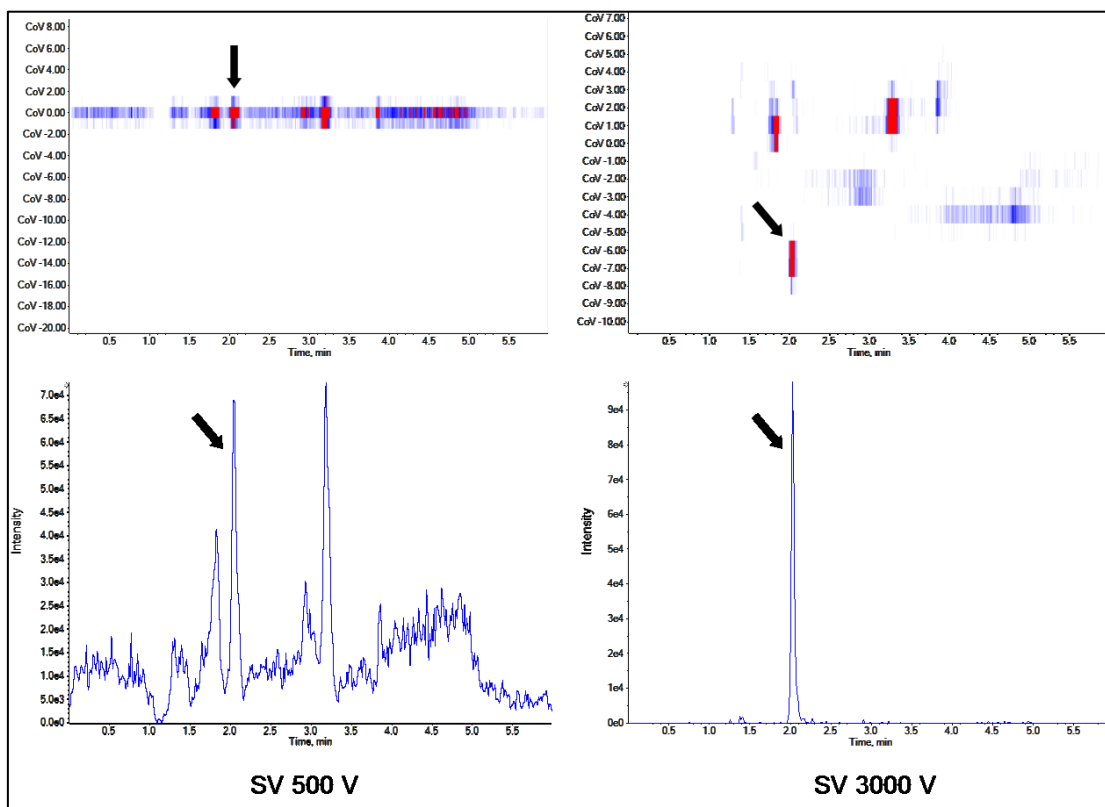 CoV 8.00
CoV 6.00
CoV 4.00
CoV 2.00
CoV 0.00
CoV -2.00
CoV -4.00
CoV -6.00
CoV -8.00
CoV -10.00
CoV -12.00
CoV -14.00
CoV -16.00
CoV -18.00
CoV -20.00
0.5 1.0 1.5 2.0 2.5 3.0 3.5 4.0 4.5 5.0 5.5
Time, min
CoV 7.00
CoV 6.00
CoV 5.00
CoV 4.00
CoV 3.00
CoV 2.00
CoV 1.00
CoV 0.00
CoV -1.00
CoV -2.00
CoV -3.00
CoV -4.00
CoV -5.00
CoV -6.00
CoV -7.00
CoV -8.00
CoV -9.00
CoV -10.00
0.5 1.0 1.5 2.0 2.5 3.0 3.5 4.0 4.5 5.0 5.5
Time, min
7.0e4
6.5e4
6.0e4
5.5e4
5.0e4
4.5e4
4.0e4
3.5e4
3.0e4
2.5e4
2.0e4
1.5e4
1.0e4
5.0e3
0.0e0
Intensity
0.5 1.0 1.5 2.0 2.5 3.0 3.5 4.0 4.5 5.0 5.5
Time, min
9e4
8e4
7e4
6e4
5e4
4e4
3e4
2e4
1e4
0e0
Intensity
0.5 1.0 1.5 2.0 2.5 3.0 3.5 4.0 4.5 5.0 5.5
Time, min
SV 500 V
SV 3000 V